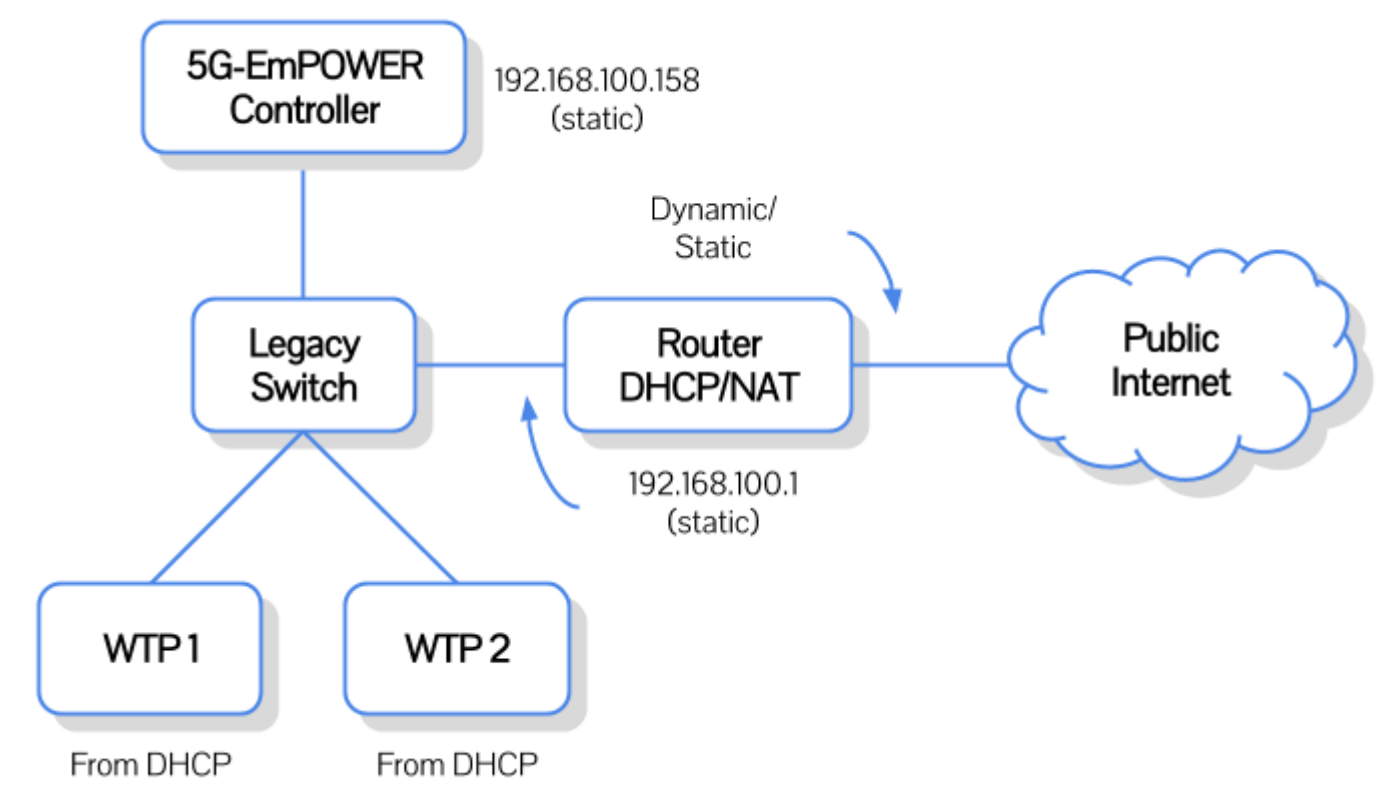 5G-EmPOWER
Controller
192.168.100.158
(static)
Dynamic/
Static
Legacy
Switch
Router
DHCP/NAT
Public
Internet
192.168.100.1
(static)
WTP 1
WTP 2
From DHCP
From DHCP